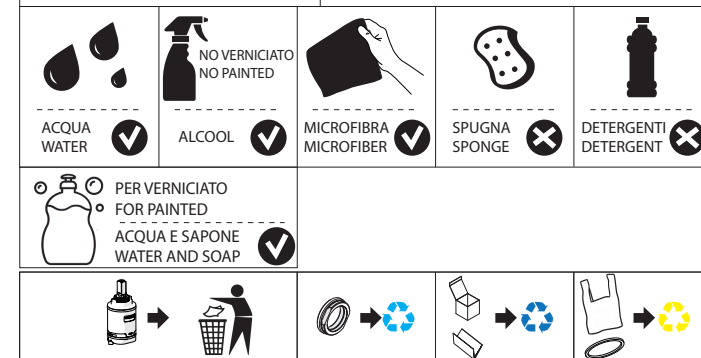 NO VERNICIATO
NO PAINTED
ACQUA
WATER
ALCOOL
MICROFIBRA
MICROFIBER
SPUGNA
SPONGE
DETERGENTI
DETERGENT
PER VERNICIATO
FOR PAINTED
ACQUA E SAPONE
WATER AND SOAP